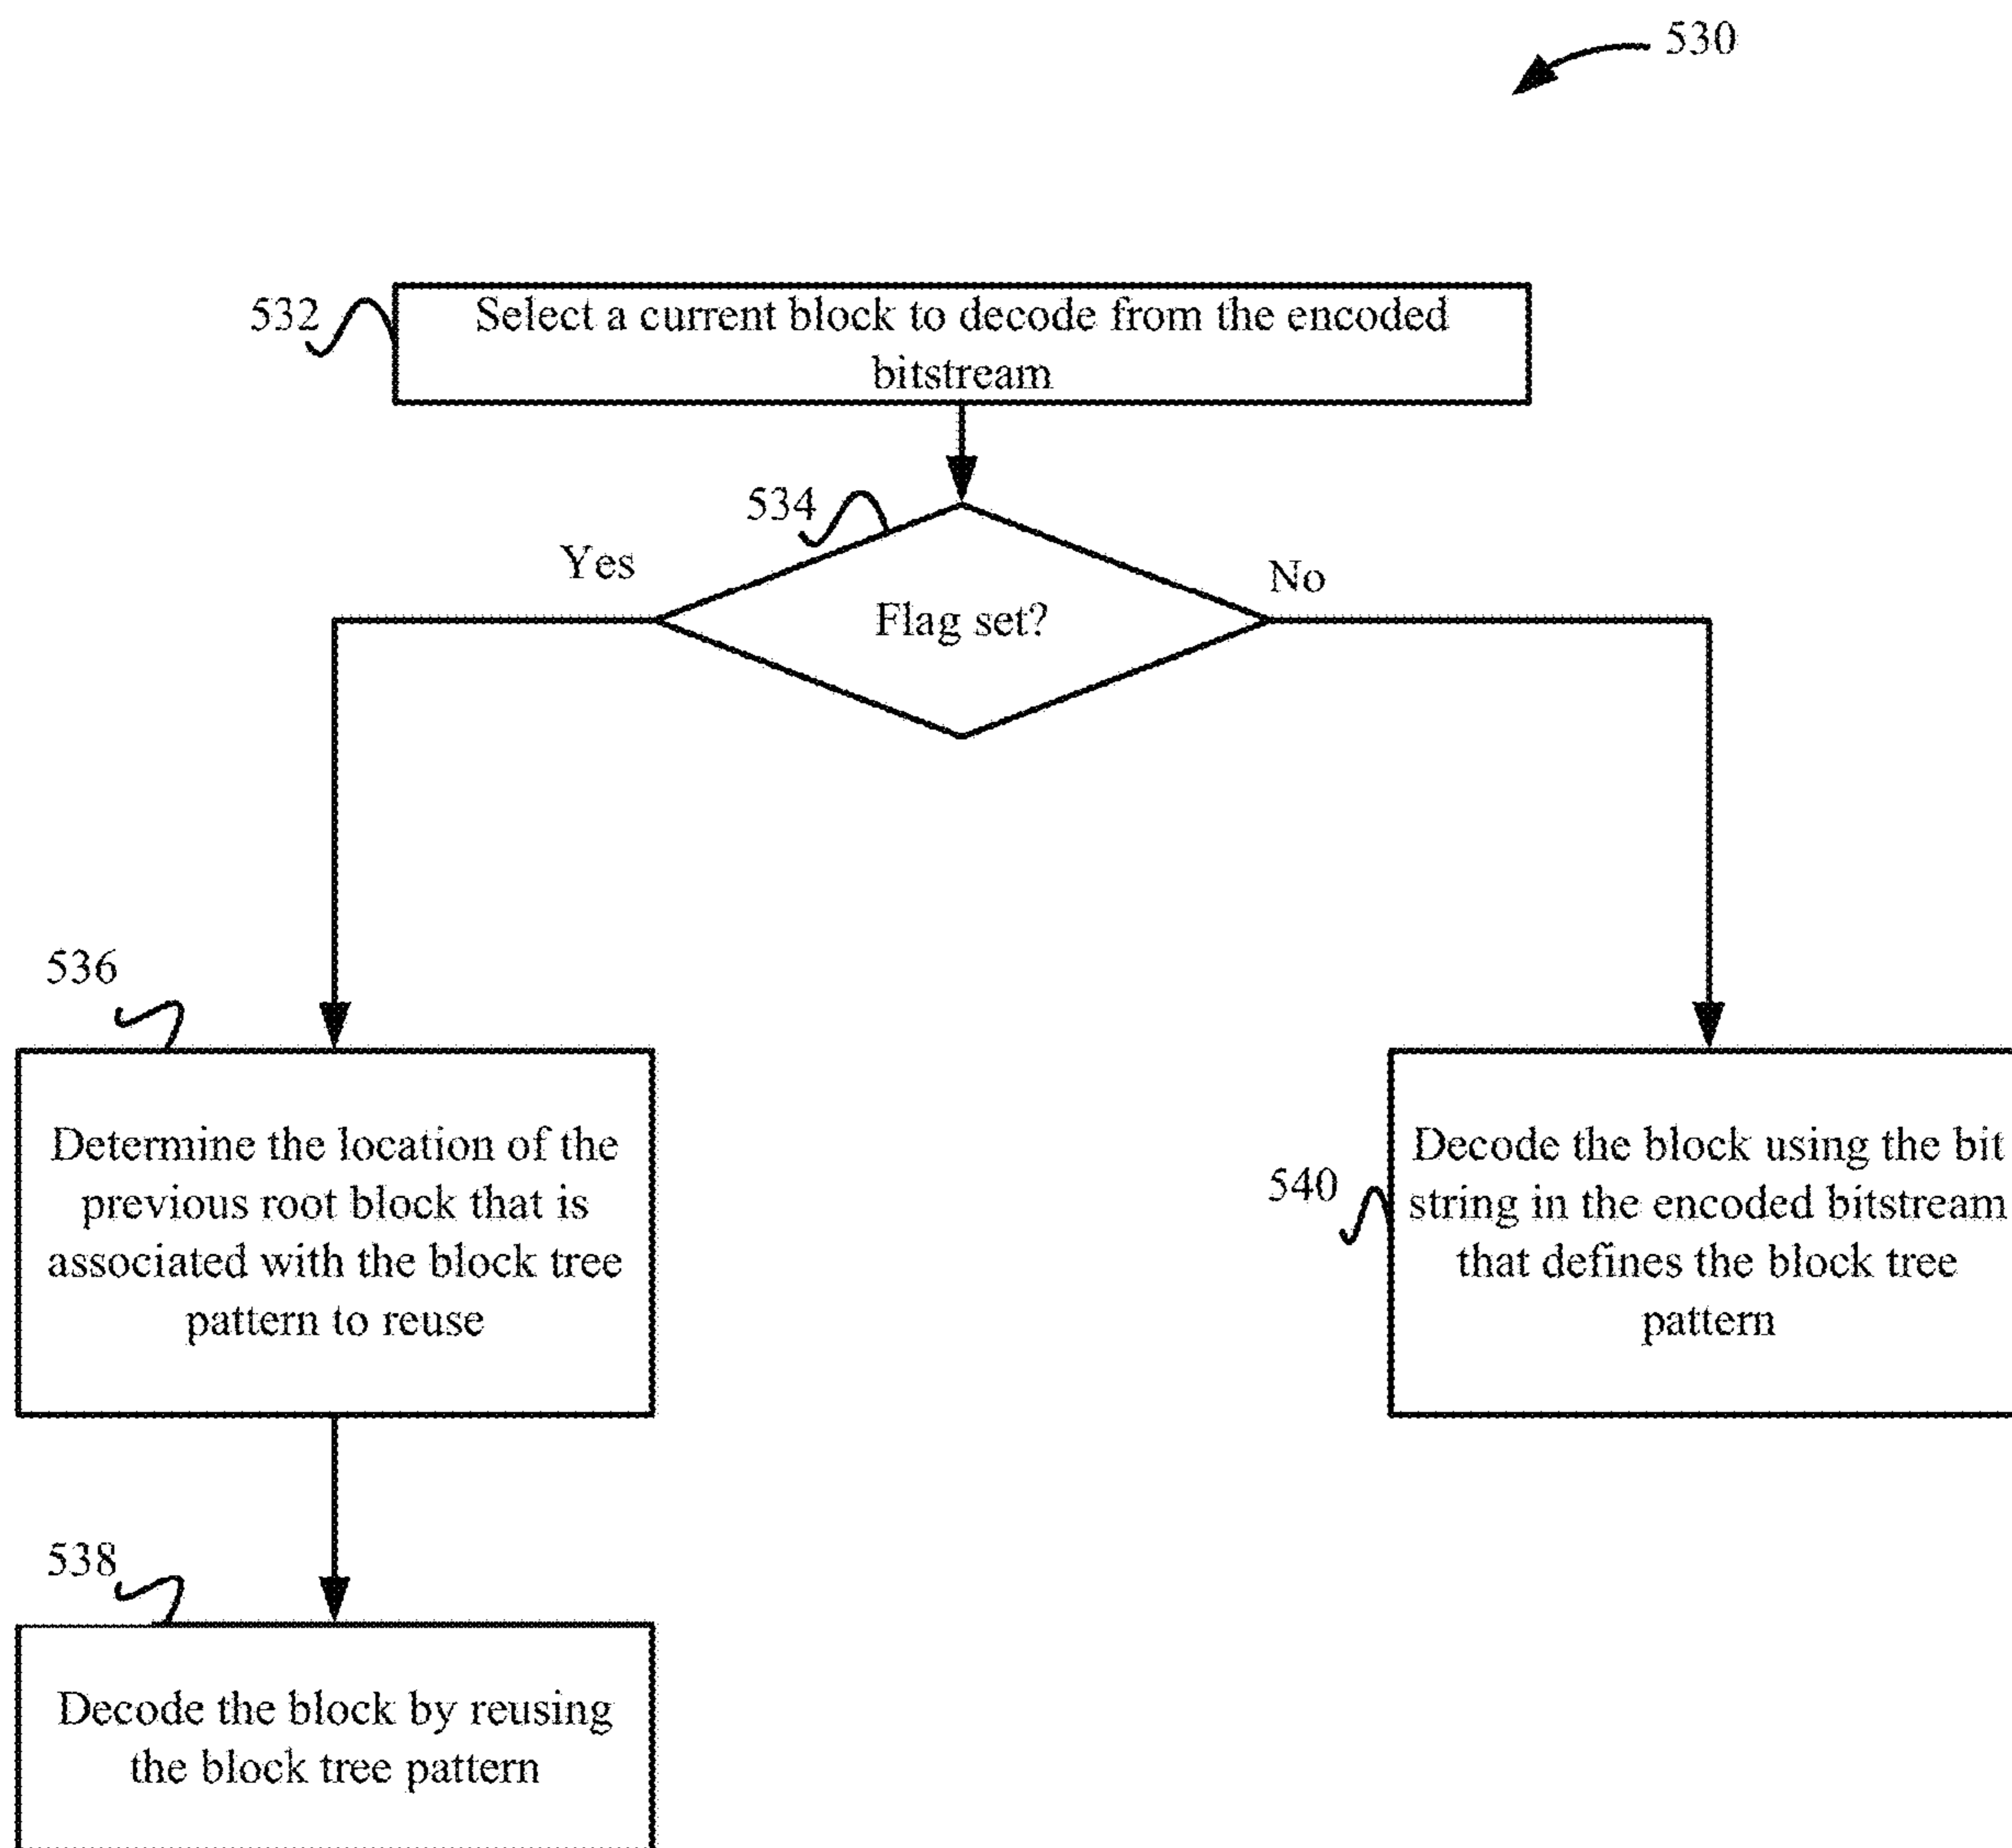 530
532
Select a current block to decode from the encoded
bitstream
534
Yes
No
Flag set?
536
Determine the location of the
previous root block that is
associated with the block tree
pattern to reuse
540
Decode the block using the bit
string in the encoded bitstream
that defines the block tree
pattern
538
Decode the block by reusing
the block tree pattern